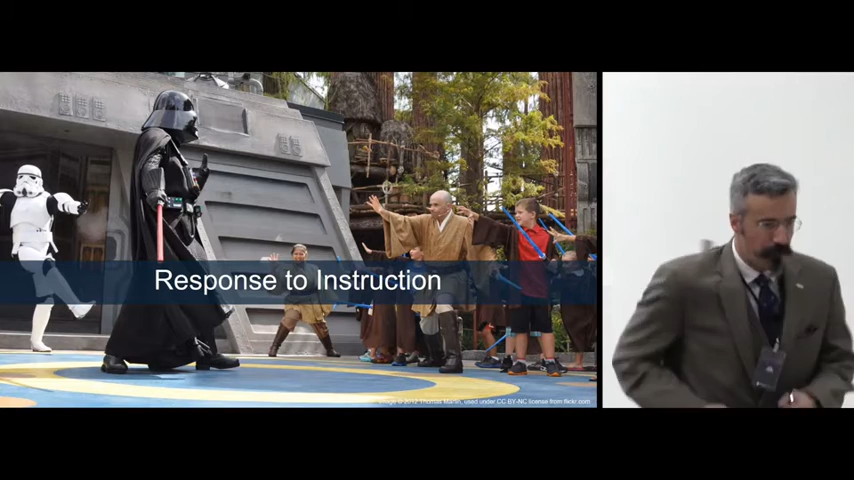 Response to Instruction
Image © 2012 Thomas Martin, used under CC BY-NC license from flickr.com